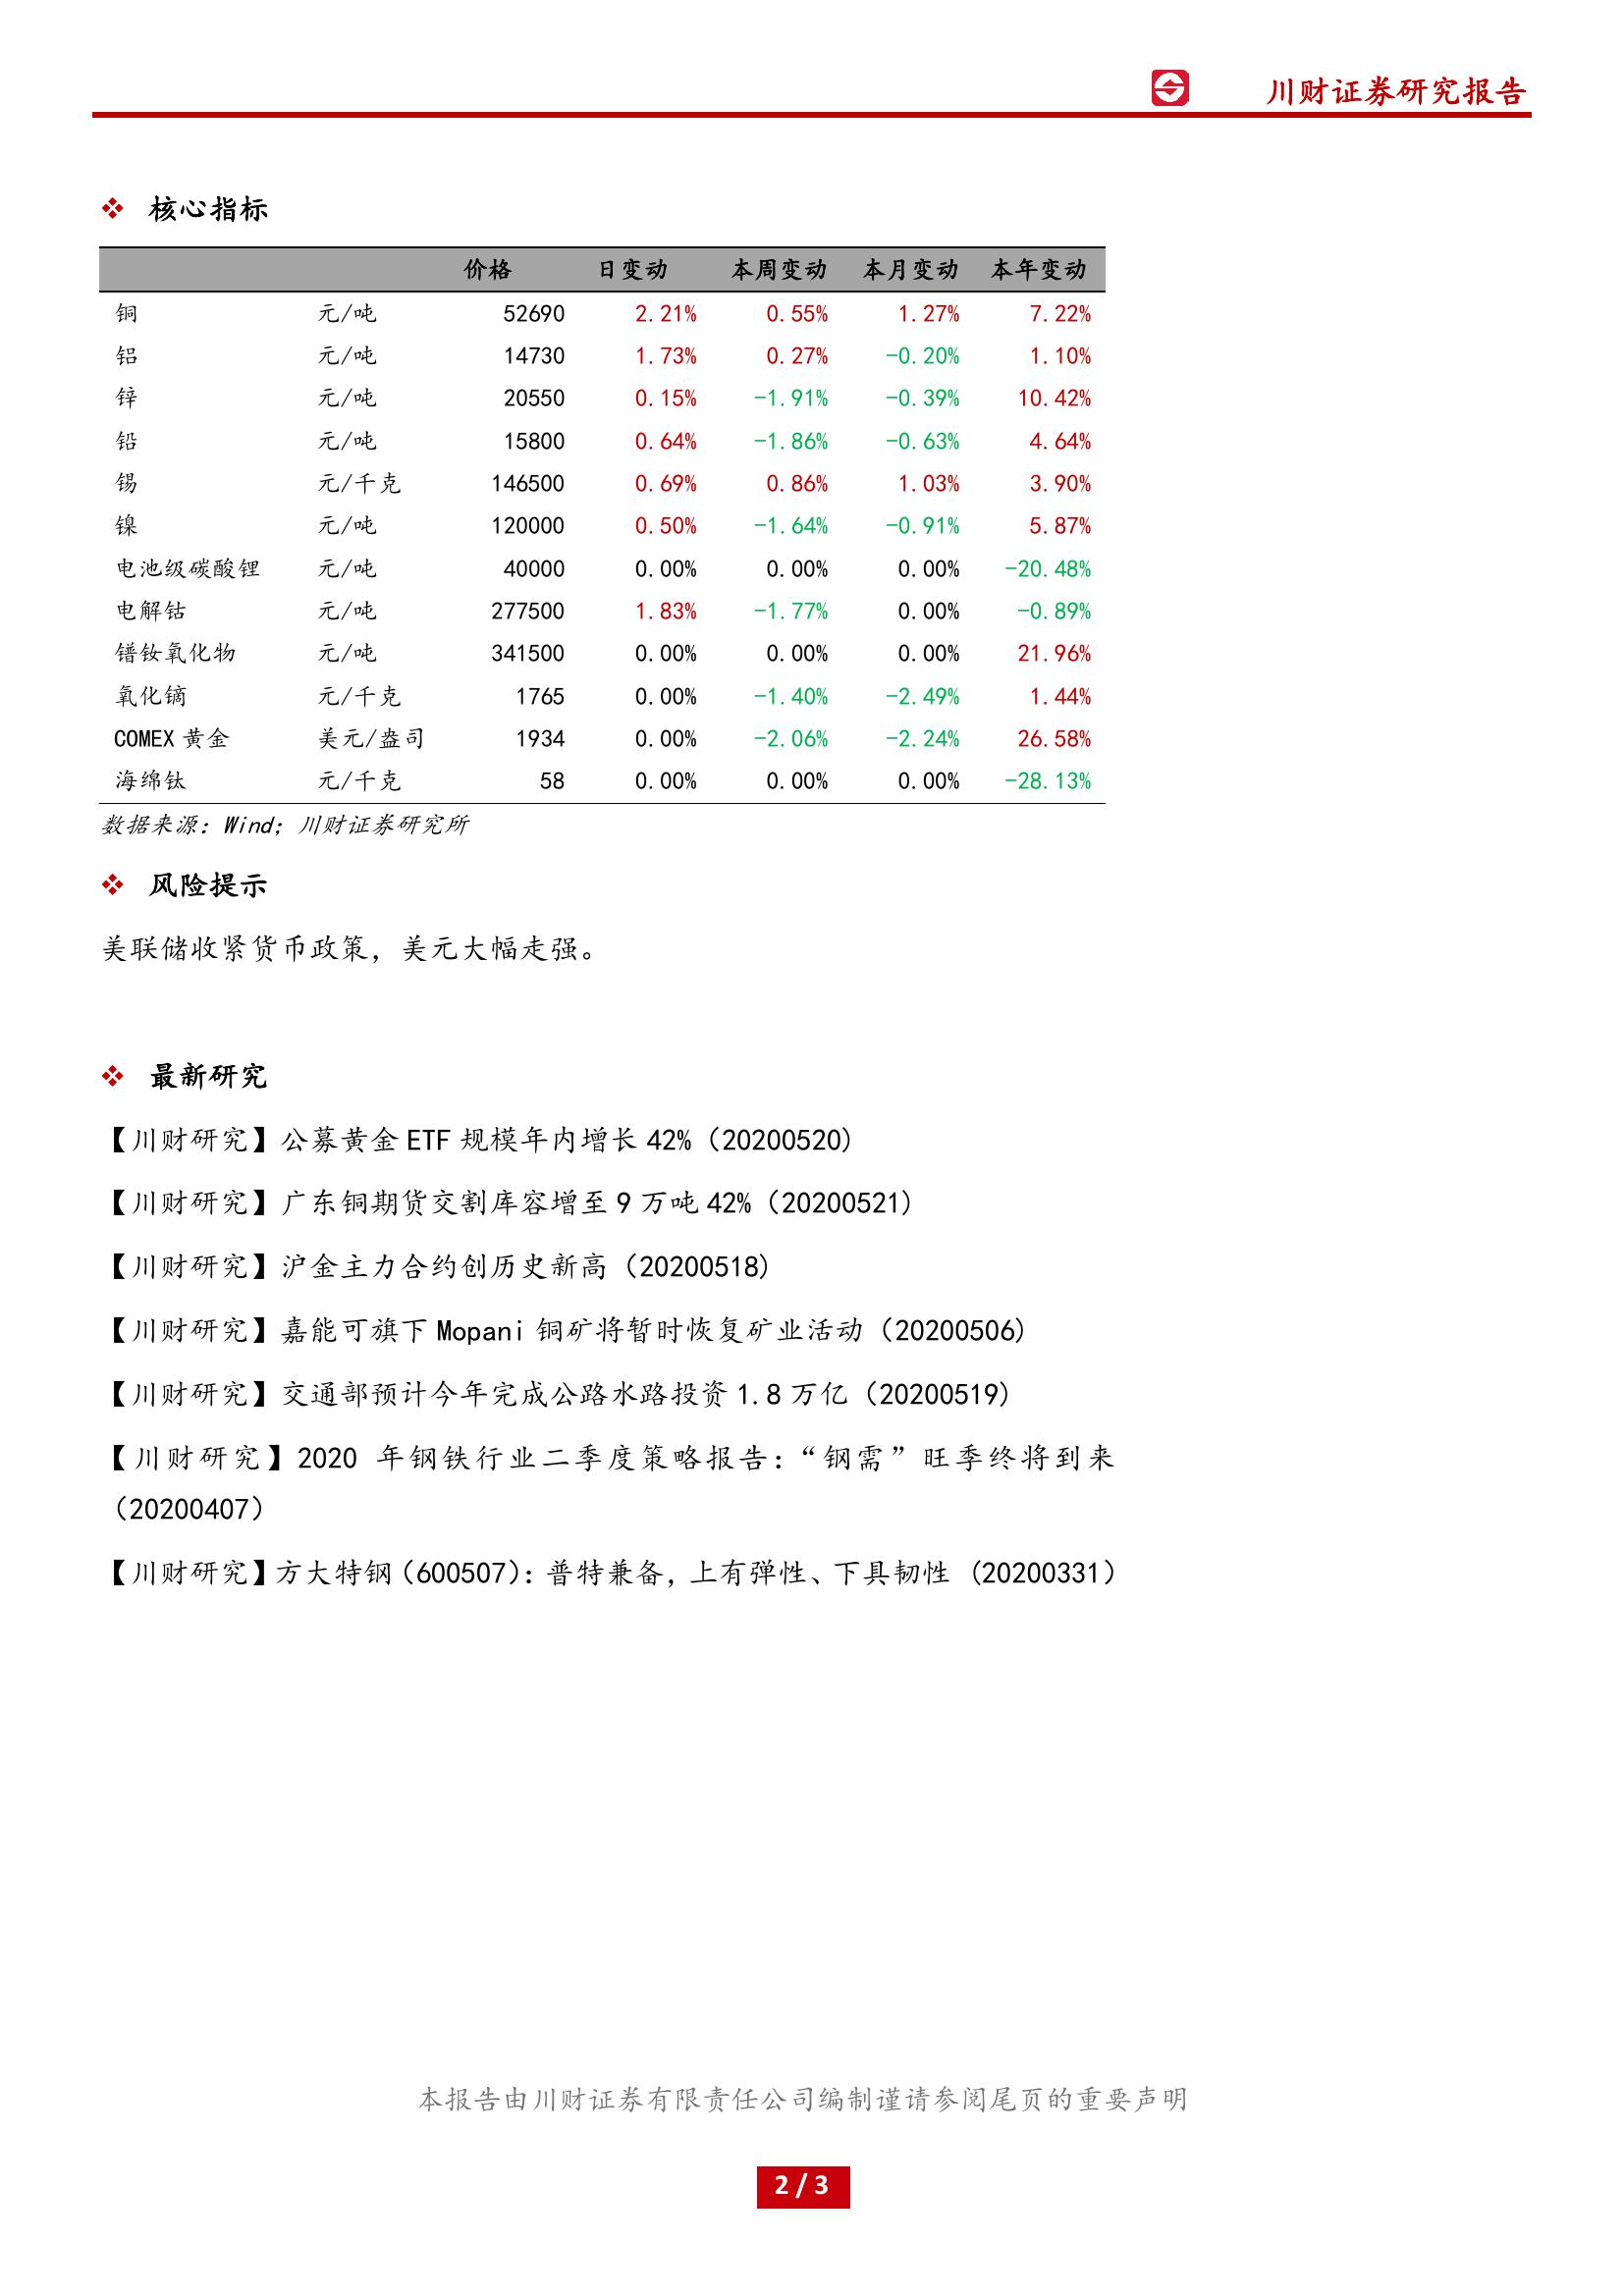 川财证券研究报告
核心指标
价格 日变动 本周变动 本月变动 本年变动
铜 元/吨 52690 2.21% 0.55% 1.27% 7.22%
铝 元/吨 14730 1.73% 0.27% -0.20% 1.10%
锌 元/吨 20550 0.15% -1.91% -0.39% 10.42%
铅 元/吨 15800 0.64% -1.86% -0.63% 4.64%
锡 元/千克 146500 0.69% 0.86% 1.03% 3.90%
镍 元/吨 120000 0.50% -1.64% -0.91% 5.87%
电池级碳酸锂 元/吨 40000 0.00% 0.00% 0.00% -20.48%
电解钴 元/吨 277500 1.83% -1.77% 0.00% -0.89%
镨钕氧化物 元/吨 341500 0.00% 0.00% 0.00% 21.96%
氧化镝 元/千克 1765 0.00% -1.40% -2.49% 1.44%
COMEX 黄金 美元/盎司 1934 0.00% -2.06% -2.24% 26.58%
海绵钛 元/千克 58 0.00% 0.00% 0.00% -28.13%
数据来源：Wind；川财证券研究所
风险提示
美联储收紧货币政策，美元大幅走强。
最新研究
【川财研究】公募黄金 ETF 规模年内增长 42%（20200520）
【川财研究】广东铜期货交割库容增至 9 万吨 42%（20200521）
【川财研究】沪金主力合约创历史新高（20200518）
【川财研究】嘉能可旗下 Mopani 铜矿将暂时恢复矿业活动（20200506）
【川财研究】交通部预计今年完成公路水路投资 1.8 万亿（20200519）
【川财研究】2020 年钢铁行业二季度策略报告：“钢需”旺季终将到来
（20200407）
【川财研究】方大特钢（600507）：普特兼备，上有弹性、下具韧性 （20200331）
本报告由川财证券有限责任公司编制谨请参阅尾页的重要声明
2 / 3